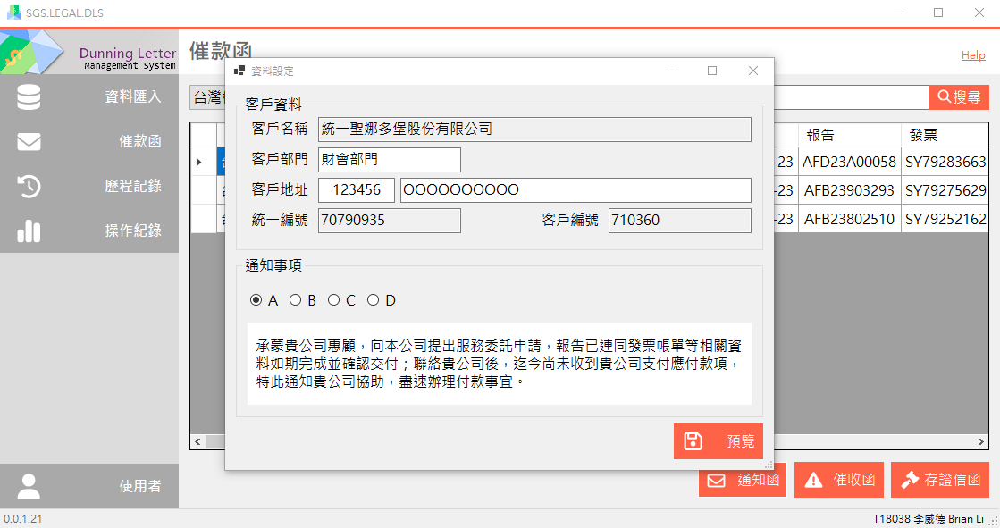 SGS.LEGAL.DLS
Dunning Letter
Management System
催款函
Help
資料匯入
催款函
歷程記錄
操作紀錄
使用者
台灣
搜尋
報告
發票
-23 AFD23A00058 SY79283663
-23 AFB23903293 SY79275629
-23 AFB23802510 SY79252162
資料設定
客戶資料
客戶名稱 統一聖娜多堡股份有限公司
客戶部門 財會部門
客戶地址 123456 OOOOOOOOOO
統一編號 70790935 客戶編號 710360
通知事項
A B C D
承蒙貴公司惠顧，向本公司提出服務委託申請，報告已連同發票帳單等相關資
料如期完成並確認交付；聯絡貴公司後，迄今尚未收到貴公司支付應付款項，
特此通知貴公司協助，盡速辦理付款事宜。
預覽
通知函 催收函 存證信函
0.0.1.21
T18038 李威德 Brian Li